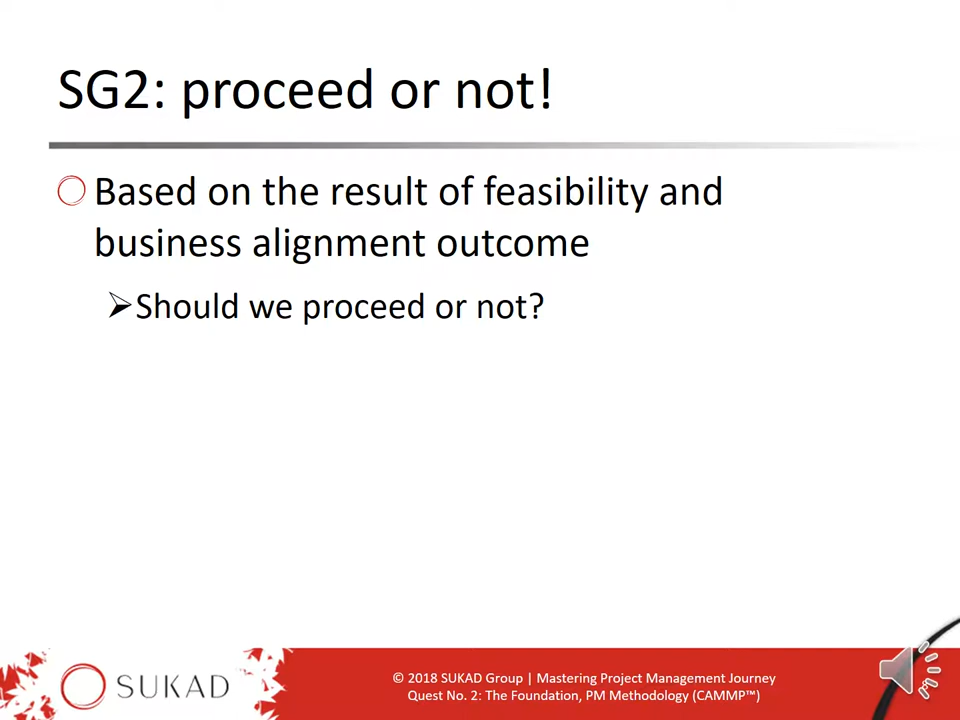 SG2: proceed or not!
Based on the result of feasibility and
business alignment outcome
Should we proceed or not?
SUKAD
© 2018 SUKAD Group | Mastering Project Management Journey
Quest No. 2: The Foundation, PM Methodology (CAMMP™)